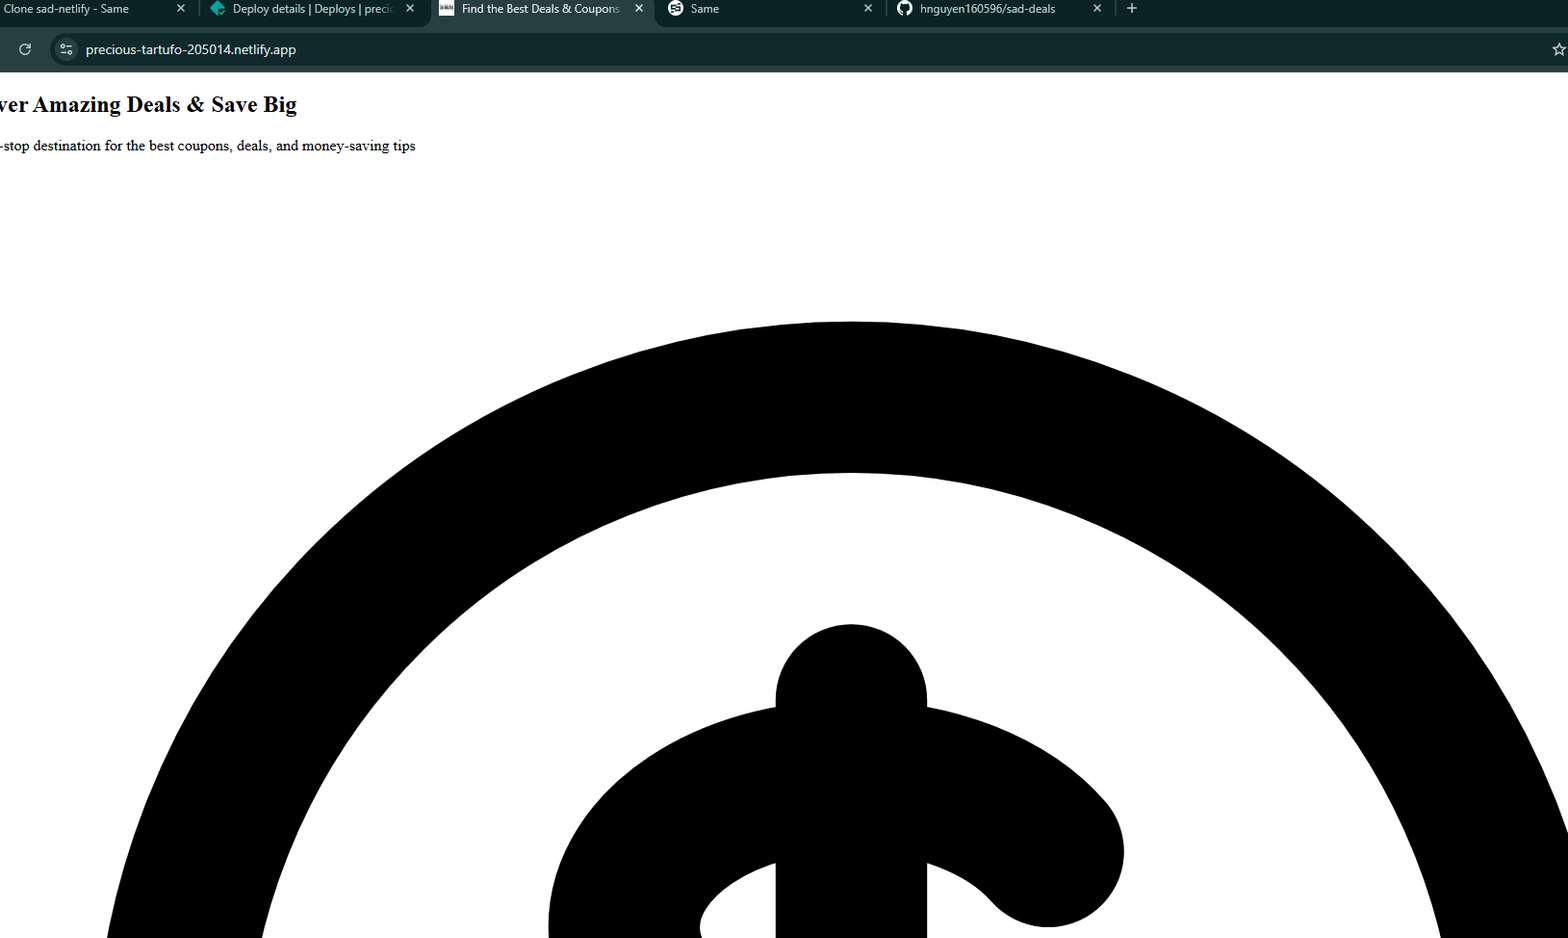 Clone sad-netlify - Same
Deploy details | Deploys | preci
Find the Best Deals & Coupons
Same
hnguyen160596/sad-deals
precious-tartufo-205014.netlify.app
ver Amazing Deals & Save Big
-stop destination for the best coupons, deals, and money-saving tips